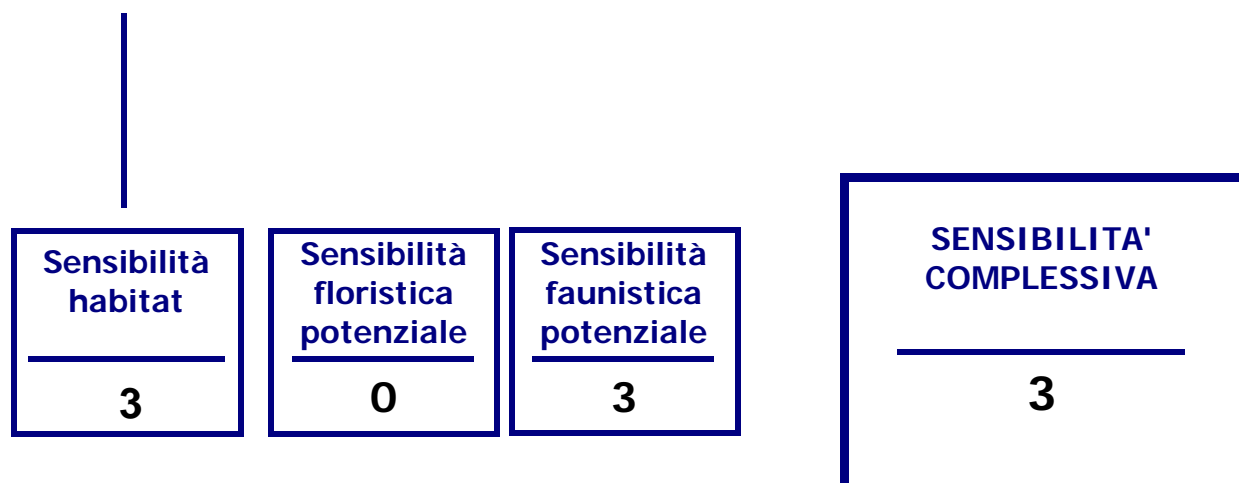 Sensibilità
habitat
3
Sensibilità
floristica
potenziale
0
Sensibilità
faunistica
potenziale
3
SENSIBILITA'
COMPLESSIVA
3